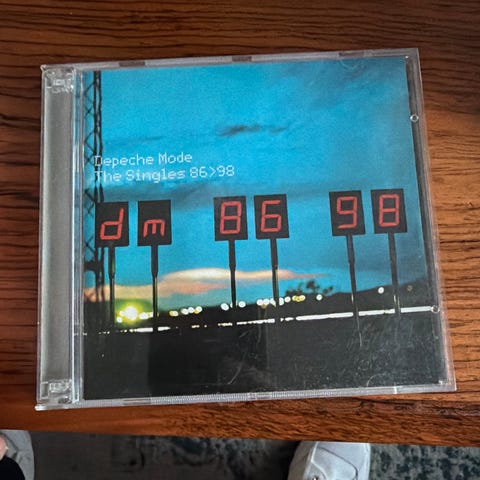 Depeche Mode
The Singles 86>98
dm 86 98